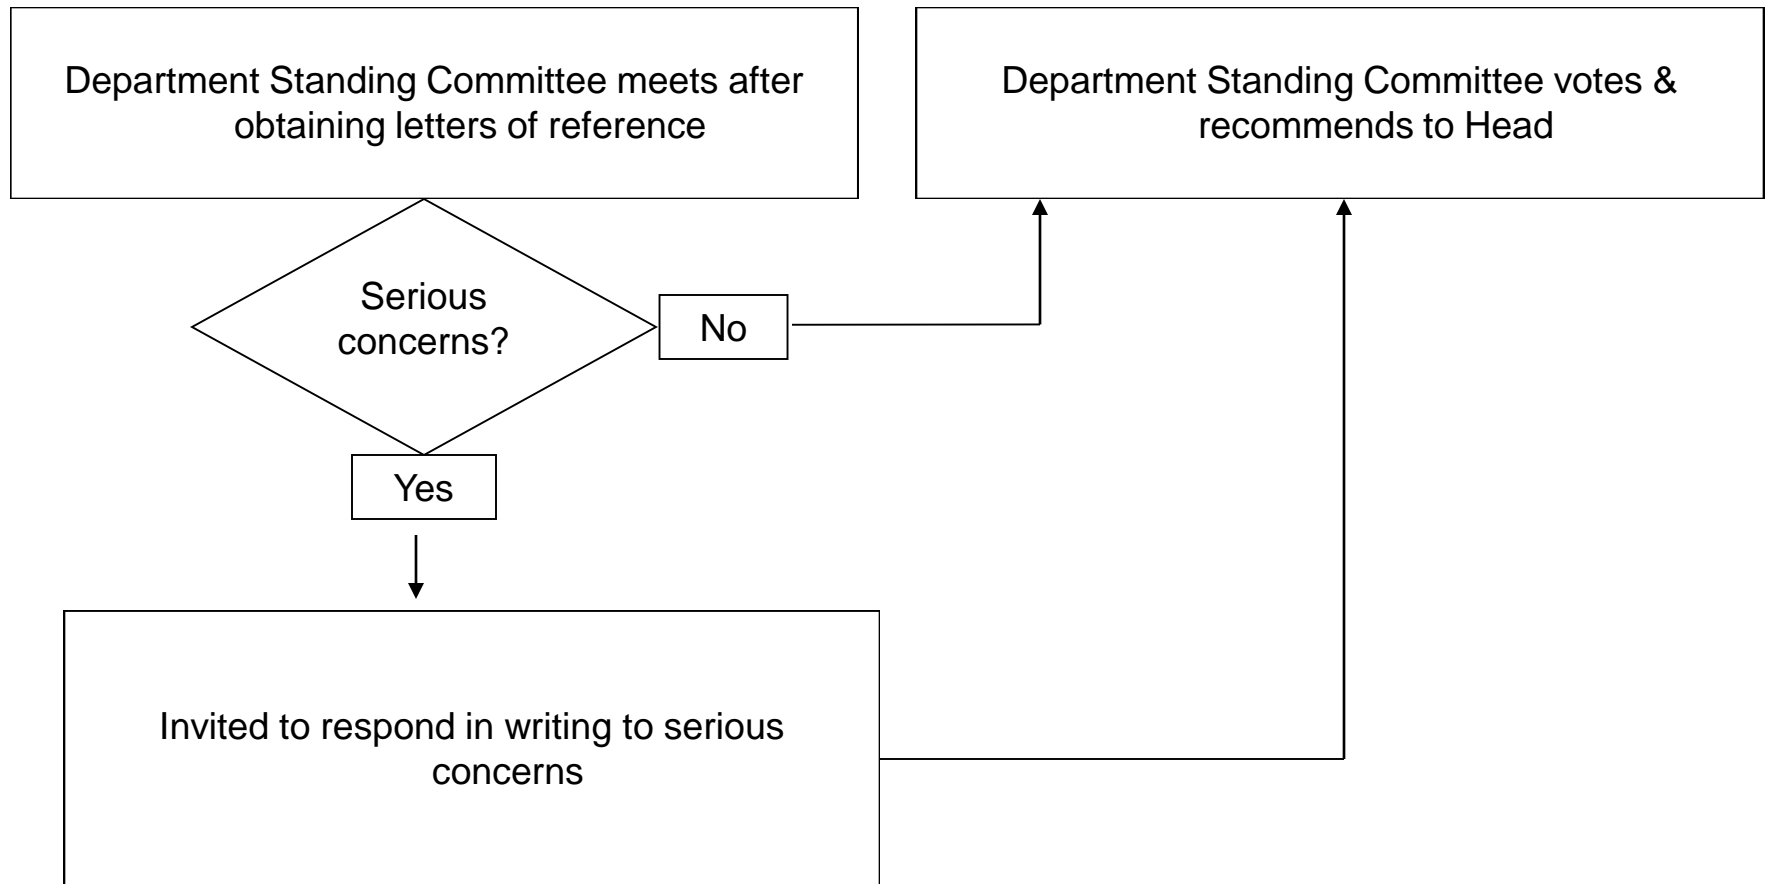 Department Standing Committee meets after
obtaining letters of reference
Department Standing Committee votes &
recommends to Head
Serious
concerns?
No
Yes
Invited to respond in writing to serious
concerns